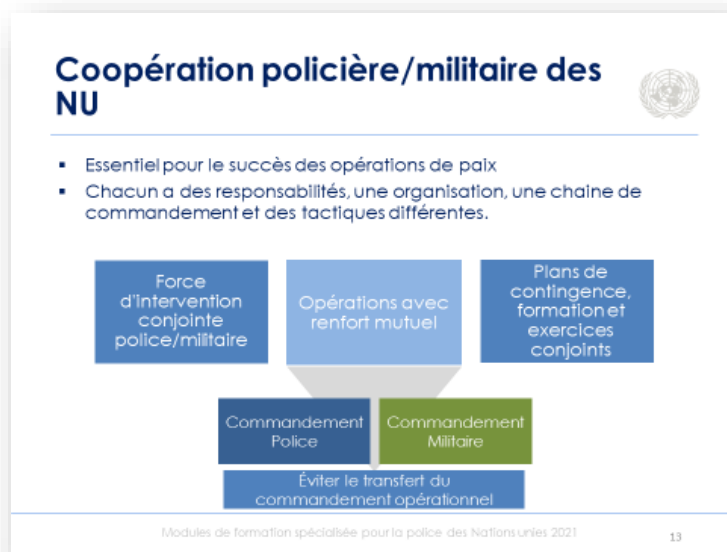 Coopération policière/militaire des
NU
▪ Essentiel pour le succès des opérations de paix
▪ Chacun a des responsabilités, une organisation, une chaine de
commandement et des tactiques différentes.
Force
d'intervention
conjointe
police/militaire
Opérations avec
renfort mutuel
Plans de
contingence,
formation et
exercices
conjoints
Commandement
Police
Commandement
Militaire
Éviter le transfert du
commandement opérationnel
Modules de formation spécialisée pour la police des Nations unies 2021
13